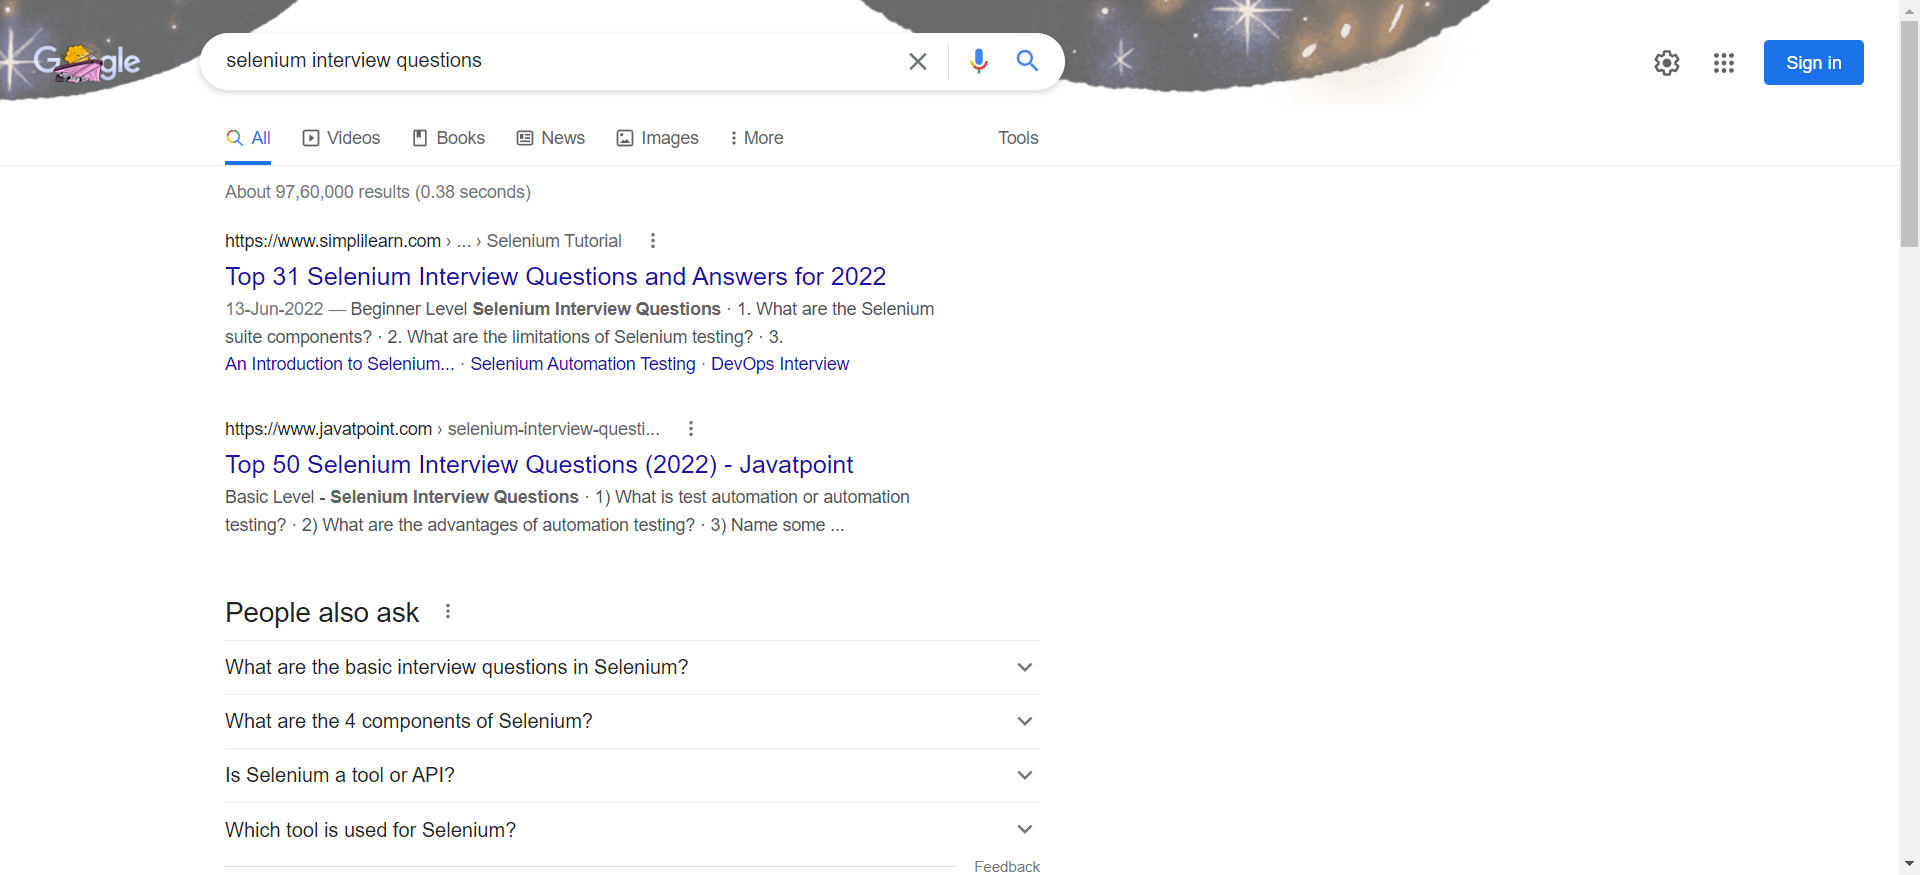 Google
selenium interview questions
Sign in
All Videos Books News Images More Tools
About 97,60,000 results (0.38 seconds)
https://www.simplilearn.com › ... › Selenium Tutorial
Top 31 Selenium Interview Questions and Answers for 2022
13-Jun-2022 — Beginner Level Selenium Interview Questions · 1. What are the Selenium
suite components? · 2. What are the limitations of Selenium testing? · 3.
An Introduction to Selenium... · Selenium Automation Testing · DevOps Interview
https://www.javatpoint.com › selenium-interview-questi...
Top 50 Selenium Interview Questions (2022) - Javatpoint
Basic Level - Selenium Interview Questions · 1) What is test automation or automation
testing? · 2) What are the advantages of automation testing? · 3) Name some ...
People also ask
What are the basic interview questions in Selenium?
What are the 4 components of Selenium?
Is Selenium a tool or API?
Which tool is used for Selenium?
Feedback